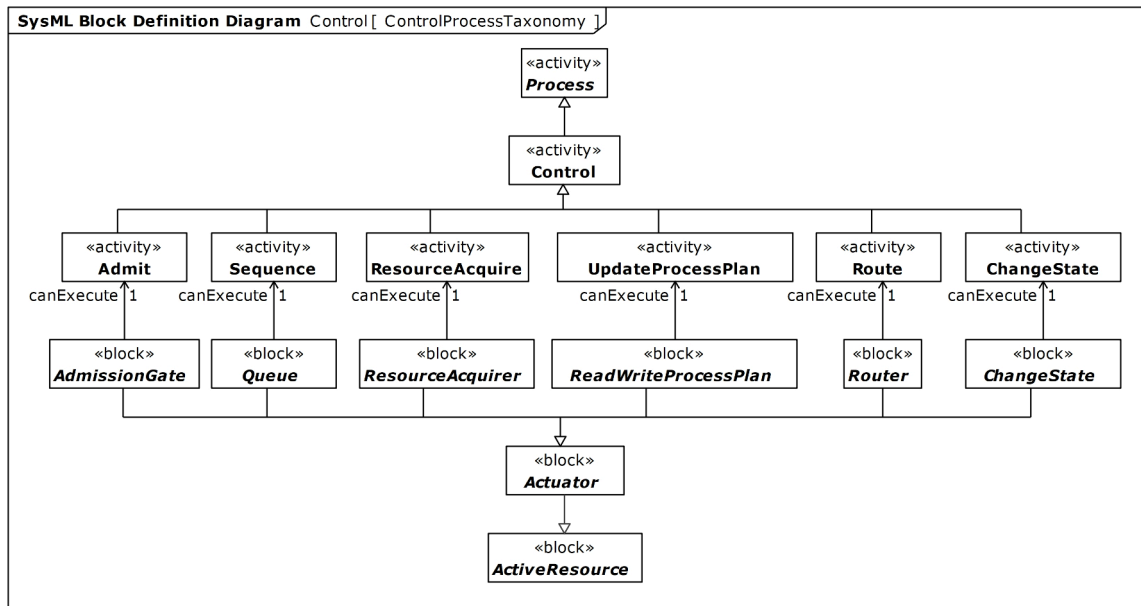 SysML Block Definition Diagram Control [ ControlProcessTaxonomy ]
«activity»
Process
«activity»
Control
«activity»
Admit
«activity»
Sequence
«activity»
ResourceAcquire
«activity»
UpdateProcessPlan
«activity»
Route
«activity»
ChangeState
canExecute 1
canExecute 1
canExecute 1
canExecute 1
canExecute 1
canExecute 1
«block»
AdmissionGate
«block»
Queue
«block»
ResourceAcquirer
«block»
ReadWriteProcessPlan
«block»
Router
«block»
ChangeState
«block»
Actuator
«block»
ActiveResource